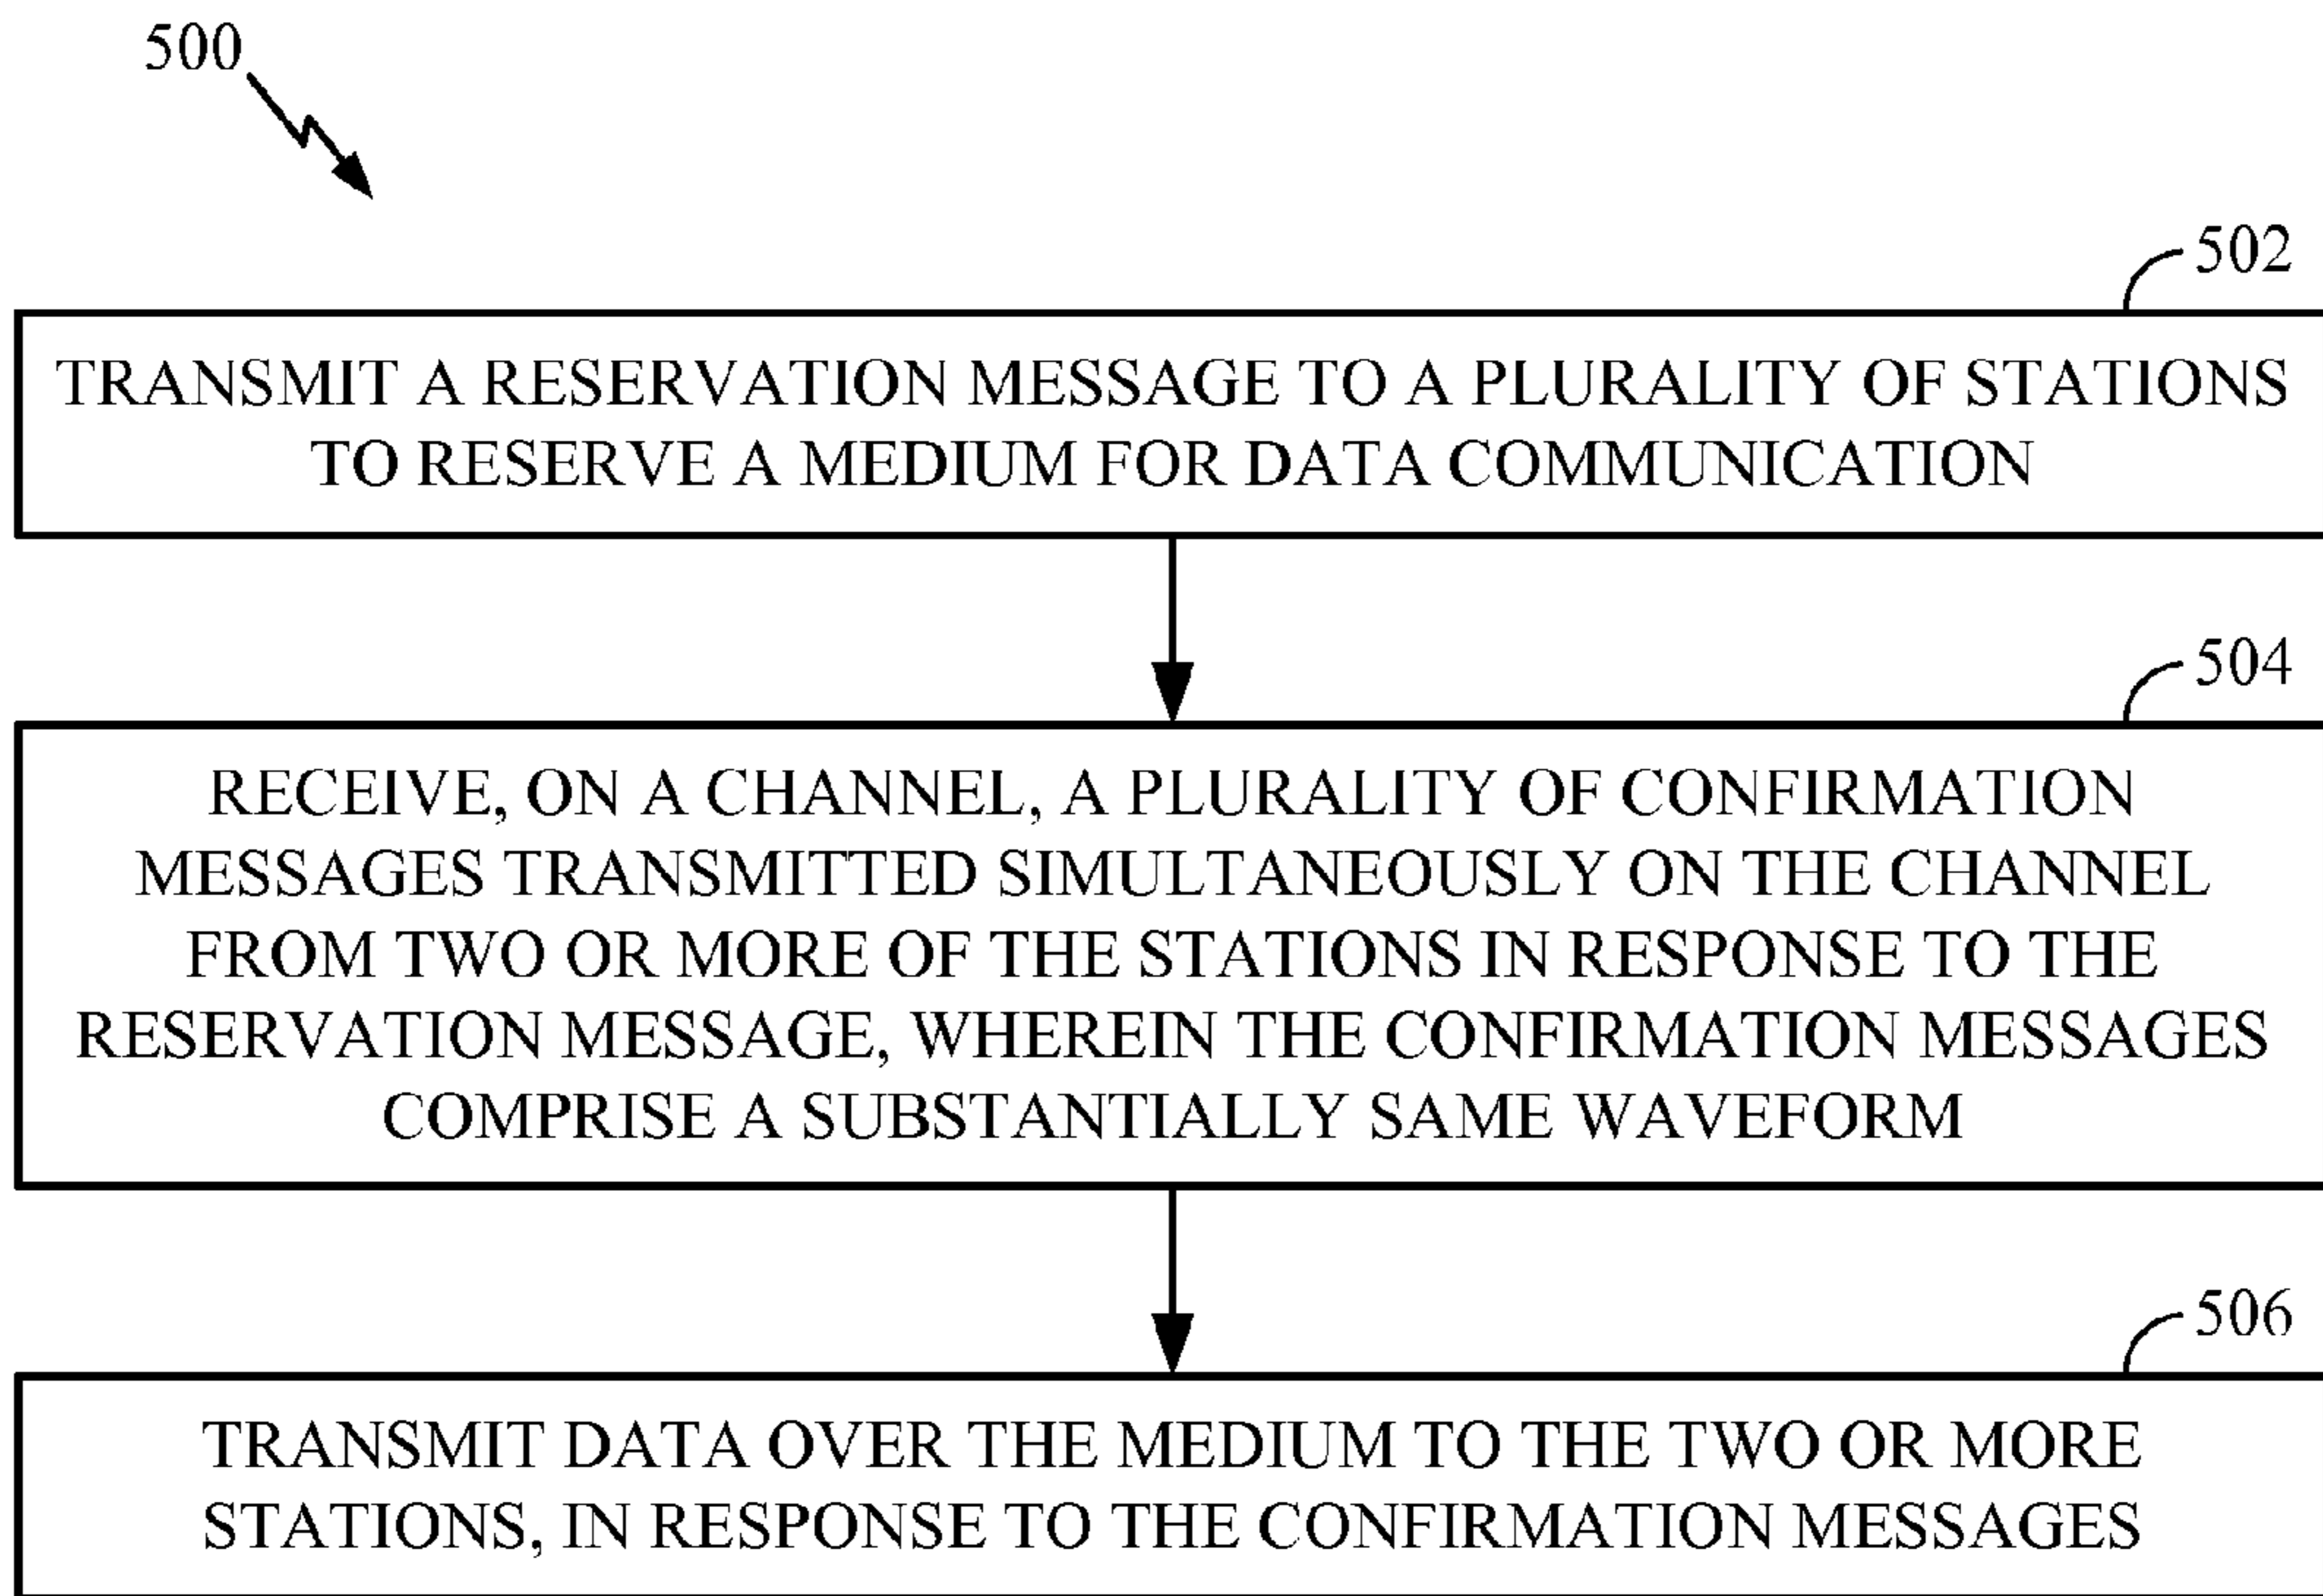 500
502
TRANSMIT A RESERVATION MESSAGE TO A PLURALITY OF STATIONS
TO RESERVE A MEDIUM FOR DATA COMMUNICATION
504
RECEIVE, ON A CHANNEL, A PLURALITY OF CONFIRMATION
MESSAGES TRANSMITTED SIMULTANEOUSLY ON THE CHANNEL
FROM TWO OR MORE OF THE STATIONS IN RESPONSE TO THE
RESERVATION MESSAGE, WHEREIN THE CONFIRMATION MESSAGES
COMPRISE A SUBSTANTIALLY SAME WAVEFORM
506
TRANSMIT DATA OVER THE MEDIUM TO THE TWO OR MORE
STATIONS, IN RESPONSE TO THE CONFIRMATION MESSAGES